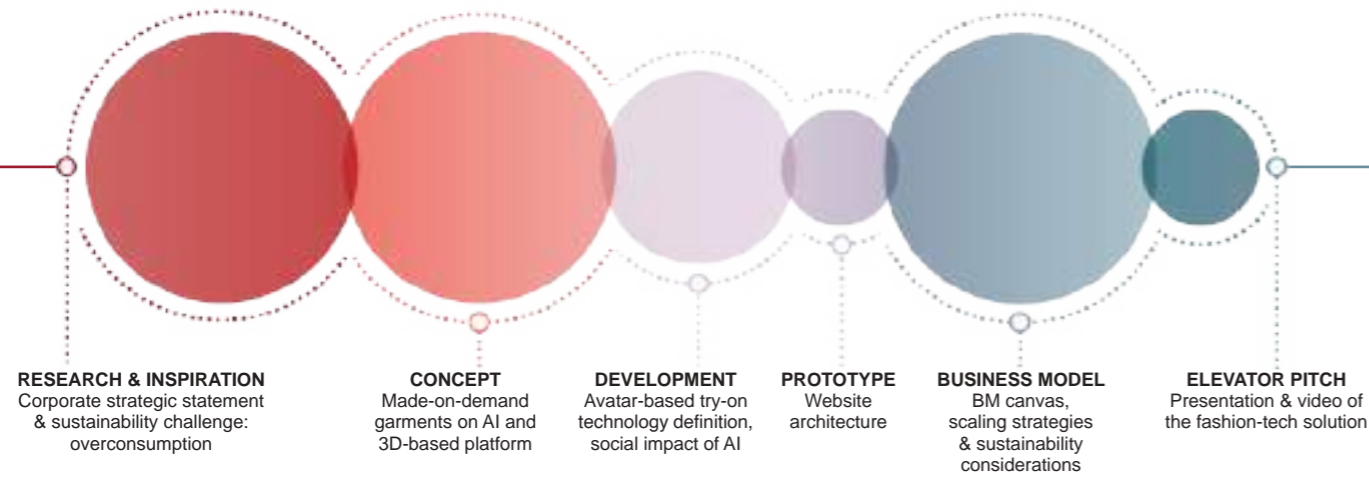 RESEARCH & INSPIRATION
Corporate strategic statement
& sustainability challenge:
overconsumption
CONCEPT
Made-on-demand
garments on AI and
3D-based platform
DEVELOPMENT
Avatar-based try-on
technology definition,
social impact of AI
PROTOTYPE
Website
architecture
BUSINESS MODEL
BM canvas,
scaling strategies
& sustainability
considerations
ELEVATOR PITCH
Presentation & video of
the fashion-tech solution